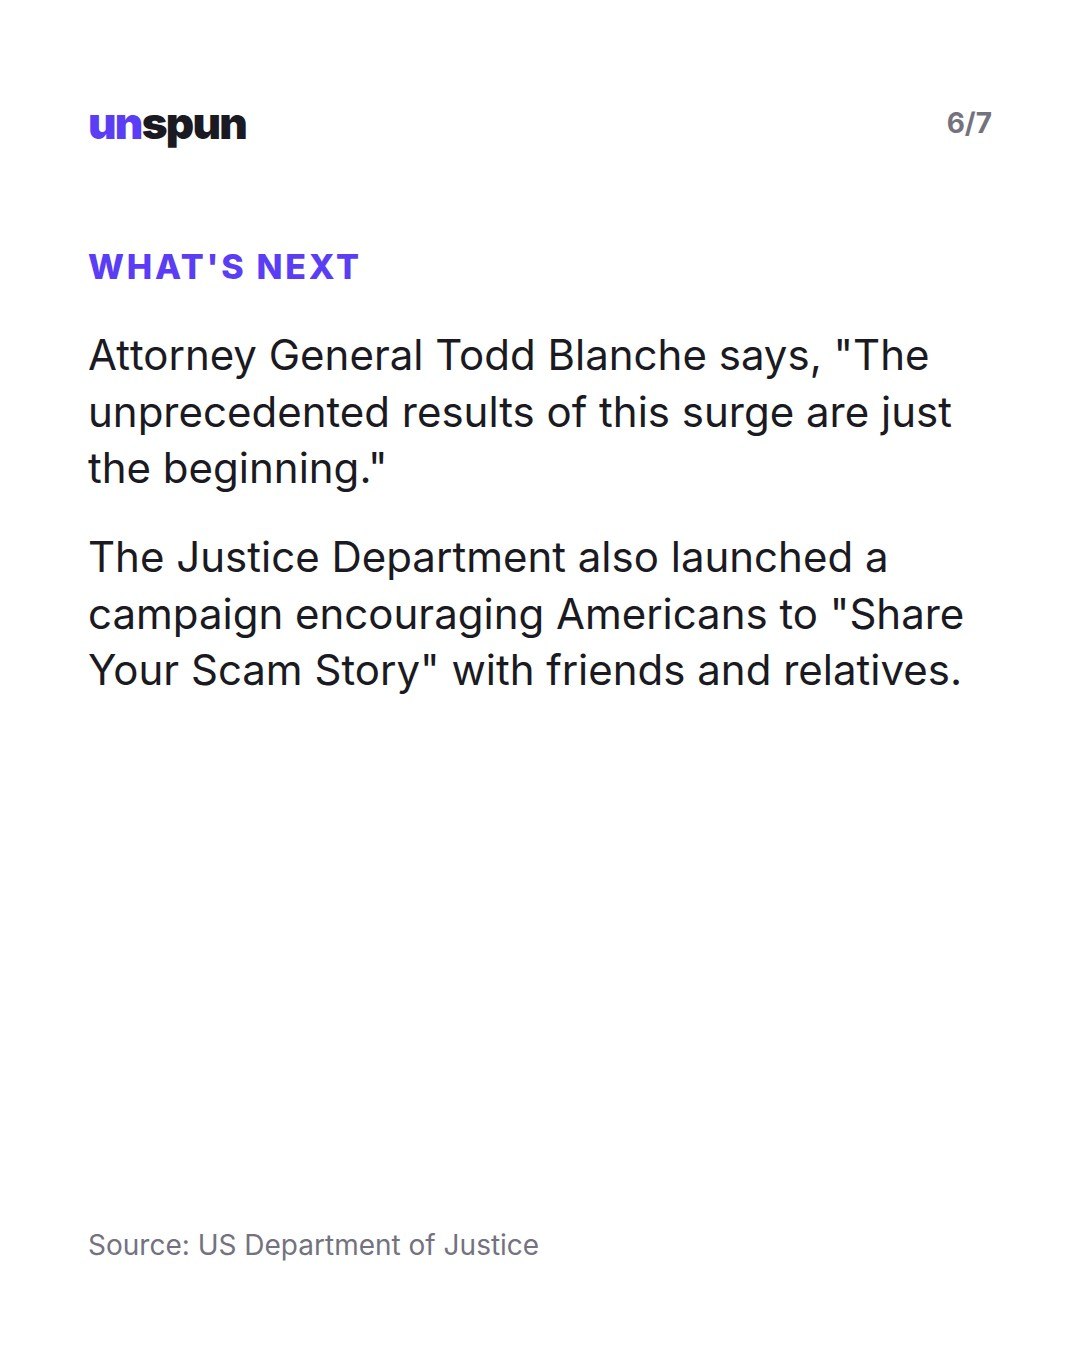 unspun
6/7
WHAT'S NEXT
Attorney General Todd Blanche says, "The
unprecedented results of this surge are just
the beginning."
The Justice Department also launched a
campaign encouraging Americans to "Share
Your Scam Story" with friends and relatives.
Source: US Department of Justice